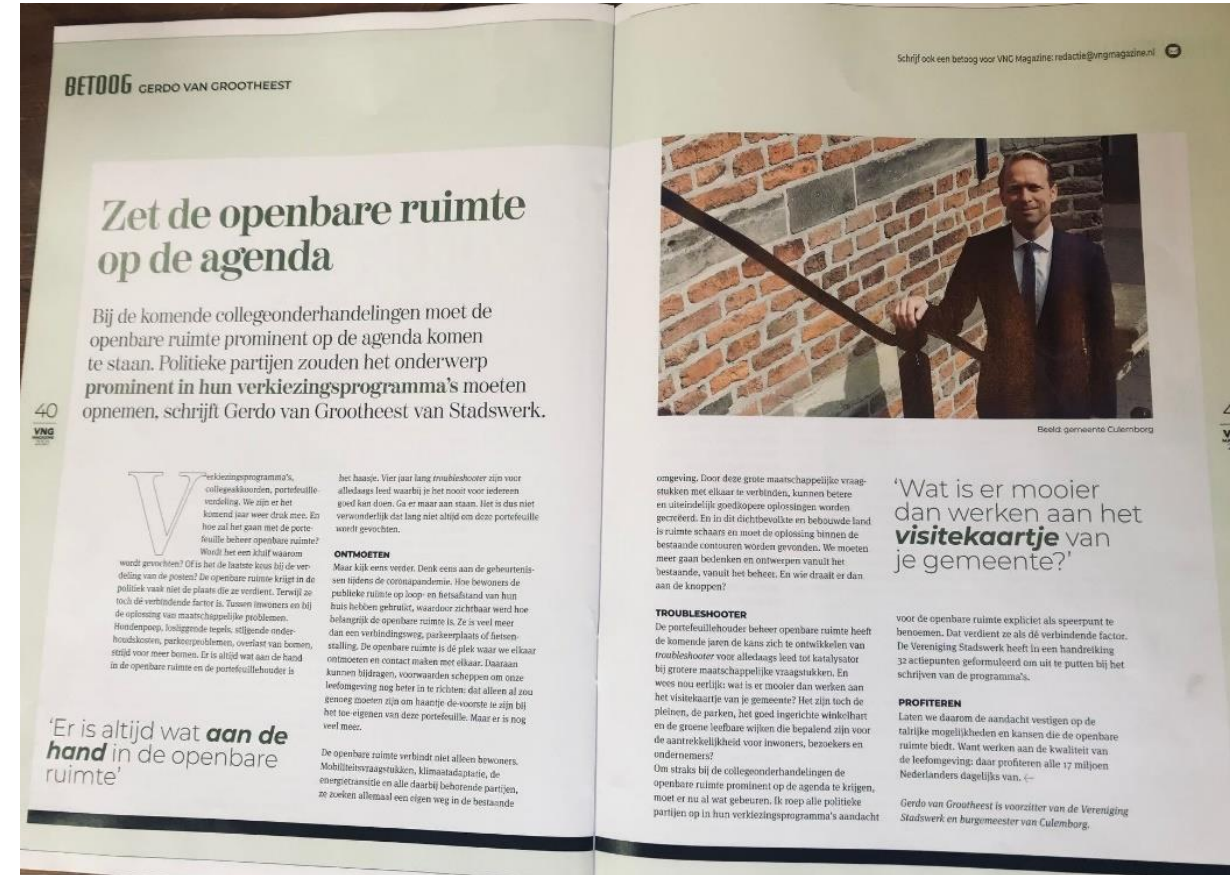 BETOOG GERDO VAN GROOTHEEST
Zet de openbare ruimte
op de agenda
Bij de komende collegeonderhandelingen moet de
openbare ruimte prominent op de agenda komen
te staan. Politieke partijen zouden het onderwerp
prominent in hun verkiezingsprogramma's moeten
opnemen, schrijft Gerdo van Grootheest van Stadswerk.
40
VNG
MAGAZINE
Verkiezingsprogramma's,
collegeakkoorden, portefeuille-
verdeling. We zijn er het
komend jaar weer druk mee. En
hoe zal het gaan met de porte-
feuille beheer openbare ruimte?
Wordt het een kluif waarom
wordt gevochten? Of is het de laatste keus bij de ver-
deling van de posten? De openbare ruimte krijgt in de
politiek vaak niet de plaats die ze verdient. Terwijl ze
toch dé verbindende factor is. Tussen inwoners en bij
de oplossing van maatschappelijke problemen.
Hondenpoep, losliggende tegels, stijgende onder-
houdskosten, parkeerproblemen, overlast van bomen,
strijd voor meer bomen. Er is altijd wat aan de hand
in de openbare ruimte en de portefeuillehouder is
'Er is altijd wat aan de
hand in de openbare
ruimte'
het haasje. Vier jaar lang troubleshooter zijn voor
alledaags leed waarbij je het nooit voor iedereen
goed kan doen. Ga er maar aan staan. Het is dus niet
verwonderlijk dat lang niet altijd om deze portefeuille
wordt gevochten.
ONTMOETEN
Maar kijk eens verder. Denk eens aan de gebeurtenis-
sen tijdens de coronapandemie. Hoe bewoners de
publieke ruimte op loop- en fietsafstand van hun
huis hebben gebruikt, waardoor zichtbaar werd hoe
belangrijk de openbare ruimte is. Ze is veel meer
dan een verbindingsweg, parkeerplaats of fietsen-
stalling. De openbare ruimte is dé plek waar we elkaar
ontmoeten en contact maken met elkaar. Daaraan
kunnen bijdragen, voorwaarden scheppen om onze
leefomgeving nog beter in te richten: dat alleen al zou
genoeg moeten zijn om haantje de-voorste te zijn bij
het toe-eigenen van deze portefeuille. Maar er is nog
veel meer.
De openbare ruimte verbindt niet alleen bewoners.
Mobiliteitsvraagstukken, klimaatadaptatie, de
energietransitie en alle daarbij behorende partijen,
ze zoeken allemaal een eigen weg in de bestaande
Schrijf ook een betoog voor VNG Magazine: redactie@vngmagazine.nl
Beeld: gemeente Culemborg
omgeving. Door deze grote maatschappelijke vraag-
stukken met elkaar te verbinden, kunnen betere
en uiteindelijk goedkopere oplossingen worden
gecreëerd. En in dit dichtbevolkte en bebouwde land
is ruimte schaars en moet de oplossing binnen de
bestaande contouren worden gevonden. We moeten
meer gaan bedenken en ontwerpen vanuit het
bestaande, vanuit het beheer. En wie draait er dan
aan de knoppen?
TROUBLESHOOTER
De portefeuillehouder beheer openbare ruimte heeft
de komende jaren de kans zich te ontwikkelen van
troubleshooter voor alledaags leed tot katalysator
bij grotere maatschappelijke vraagstukken. En
wees nou eerlijk: wat is er mooier dan werken aan
het visitekaartje van je gemeente? Het zijn toch de
pleinen, de parken, het goed ingerichte winkelhart
en de groene leefbare wijken die bepalend zijn voor
de aantrekkelijkheid voor inwoners, bezoekers en
ondernemers?
Om straks bij de collegeonderhandelingen de
openbare ruimte prominent op de agenda te krijgen,
moet er nu al wat gebeuren. Ik roep alle politieke
partijen op in hun verkiezingsprogramma's aandacht
'Wat is er mooier
dan werken aan het
visitekaartje van
je gemeente?'
voor de openbare ruimte expliciet als speerpunt te
benoemen. Dat verdient ze als dé verbindende factor.
De Vereniging Stadswerk heeft in een handreiking
32 actiepunten geformuleerd om uit te putten bij het
schrijven van de programma's.
PROFITEREN
Laten we daarom de aandacht vestigen op de
talrijke mogelijkheden en kansen die de openbare
ruimte biedt. Want werken aan de kwaliteit van
de leefomgeving: daar profiteren alle 17 miljoen
Nederlanders dagelijks van.
Gerdo van Grootheest is voorzitter van de Vereniging
Stadswerk en burgemeester van Culemborg.